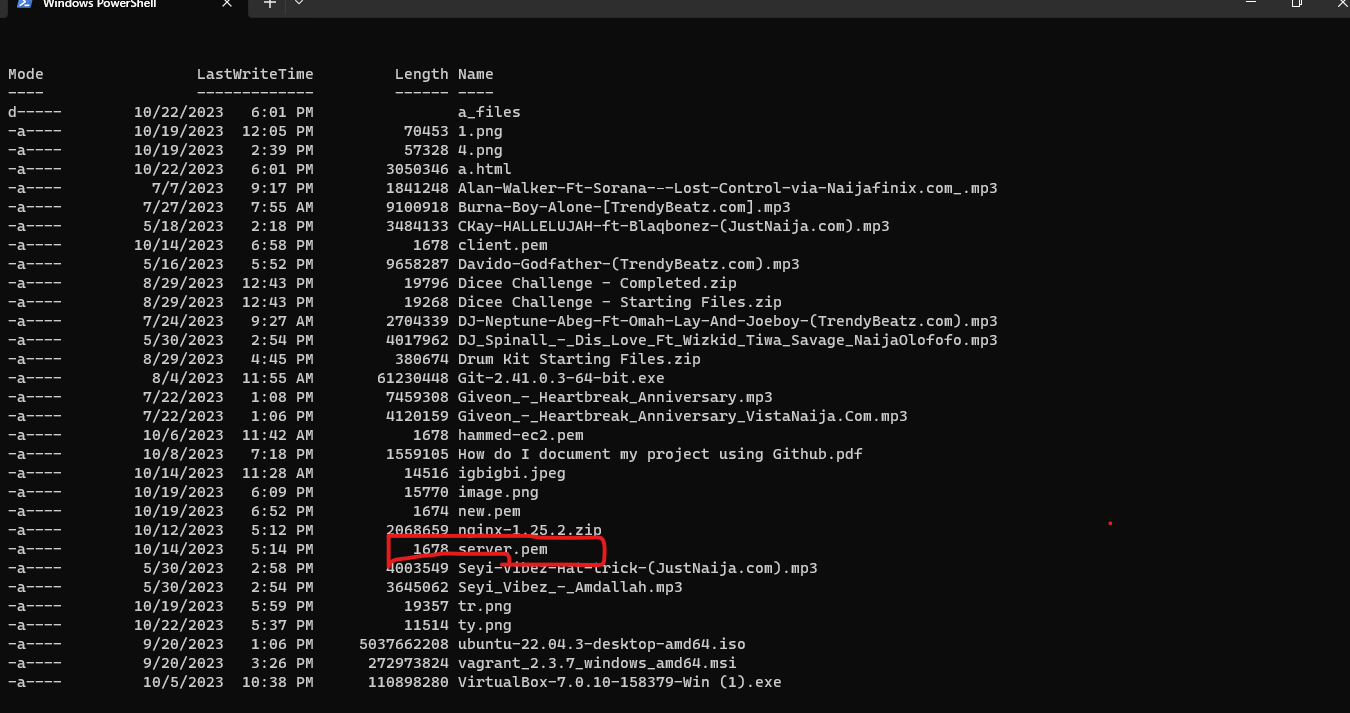 Windows PowerShell
Mode LastWriteTime Length Name
---- ------------- ------ ----
d----- 10/22/2023 6:01 PM a_files
-a---- 10/19/2023 12:05 PM 70453 1.png
-a---- 10/19/2023 2:39 PM 57328 4.png
-a---- 10/22/2023 6:01 PM 3050346 a.html
-a---- 7/7/2023 9:17 PM 1841248 Alan-Walker-Ft-Sorana---Lost-Control-via-Naijafinix.com_.mp3
-a---- 7/27/2023 7:55 AM 9100918 Burna-Boy-Alone-[TrendyBeatz.com].mp3
-a---- 5/18/2023 2:18 PM 3484133 CKay-HALLELUJAH-ft-Blaqbonez-(JustNaija.com).mp3
-a---- 10/14/2023 6:58 PM 1678 client.pem
-a---- 5/16/2023 5:52 PM 9658287 Davido-Godfather-(TrendyBeatz.com).mp3
-a---- 8/29/2023 12:43 PM 19796 Dicee Challenge - Completed.zip
-a---- 8/29/2023 12:43 PM 19268 Dicee Challenge - Starting Files.zip
-a---- 7/24/2023 9:27 AM 2704339 DJ-Neptune-Abeg-Ft-Omah-Lay-And-Joeboy-(TrendyBeatz.com).mp3
-a---- 5/30/2023 2:54 PM 4017962 DJ_Spinall_-_Dis_Love_Ft_Wizkid_Tiwa_Savage_NaijaOlofofo.mp3
-a---- 8/29/2023 4:45 PM 380674 Drum Kit Starting Files.zip
-a---- 8/4/2023 11:55 AM 61230448 Git-2.41.0.3-64-bit.exe
-a---- 7/22/2023 1:08 PM 7459308 Giveon_-_Heartbreak_Anniversary.mp3
-a---- 7/22/2023 1:06 PM 4120159 Giveon_-_Heartbreak_Anniversary_VistaNaija.Com.mp3
-a---- 10/6/2023 11:42 AM 1678 hammed-ec2.pem
-a---- 10/8/2023 7:18 PM 1559105 How do I document my project using Github.pdf
-a---- 10/14/2023 11:28 AM 14516 igbigbi.jpeg
-a---- 10/19/2023 6:09 PM 15770 image.png
-a---- 10/19/2023 6:52 PM 1674 new.pem
-a---- 10/12/2023 5:12 PM 2068659 nginx-1.25.2.zip
-a---- 10/14/2023 5:14 PM 1678 server.pem
-a---- 5/30/2023 2:58 PM 4003549 Seyi-Vibez-Hat-trick-(JustNaija.com).mp3
-a---- 5/30/2023 2:54 PM 3645062 Seyi_Vibez_-_Amdallah.mp3
-a---- 10/19/2023 5:59 PM 19357 tr.png
-a---- 10/22/2023 5:37 PM 11514 ty.png
-a---- 9/20/2023 1:06 PM 5037662208 ubuntu-22.04.3-desktop-amd64.iso
-a---- 9/20/2023 3:26 PM 272973824 vagrant_2.3.7_windows_amd64.msi
-a---- 10/5/2023 10:38 PM 110898280 VirtualBox-7.0.10-158379-Win (1).exe